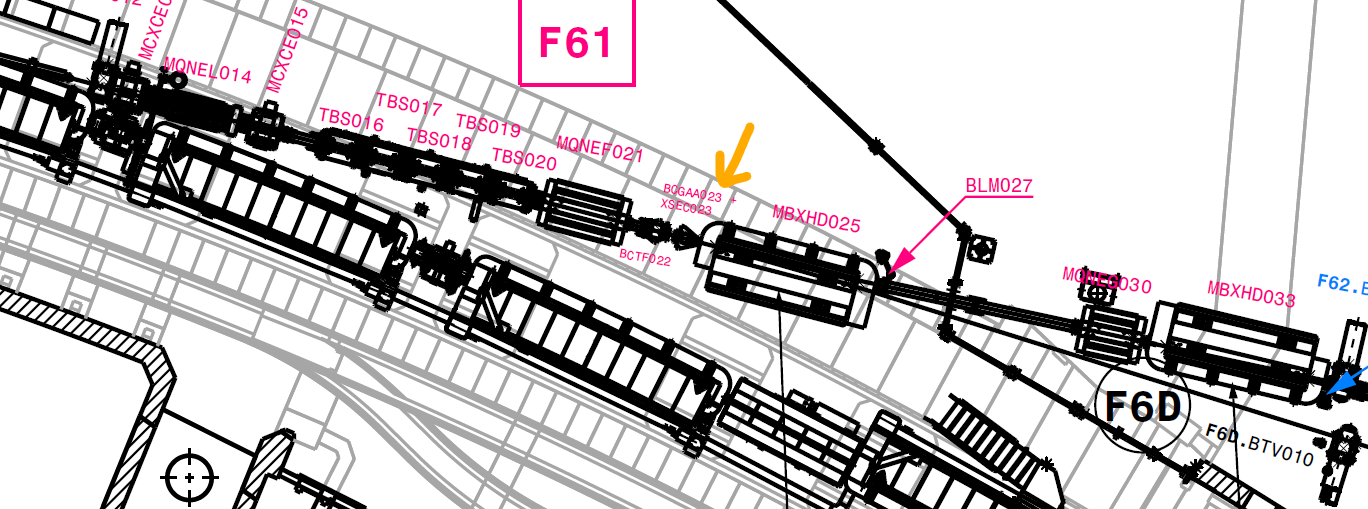 F61
MCXCE015
MQNEL014
TBS016
TBS017
TBS018
TBS019
TBS020
MQNEF021
BCTF022
BCGAA023 -
XSEC023
MBXHD025
BLM027
MQNEG030
MBXHD033
F62.
F6D
F6D.BTV010